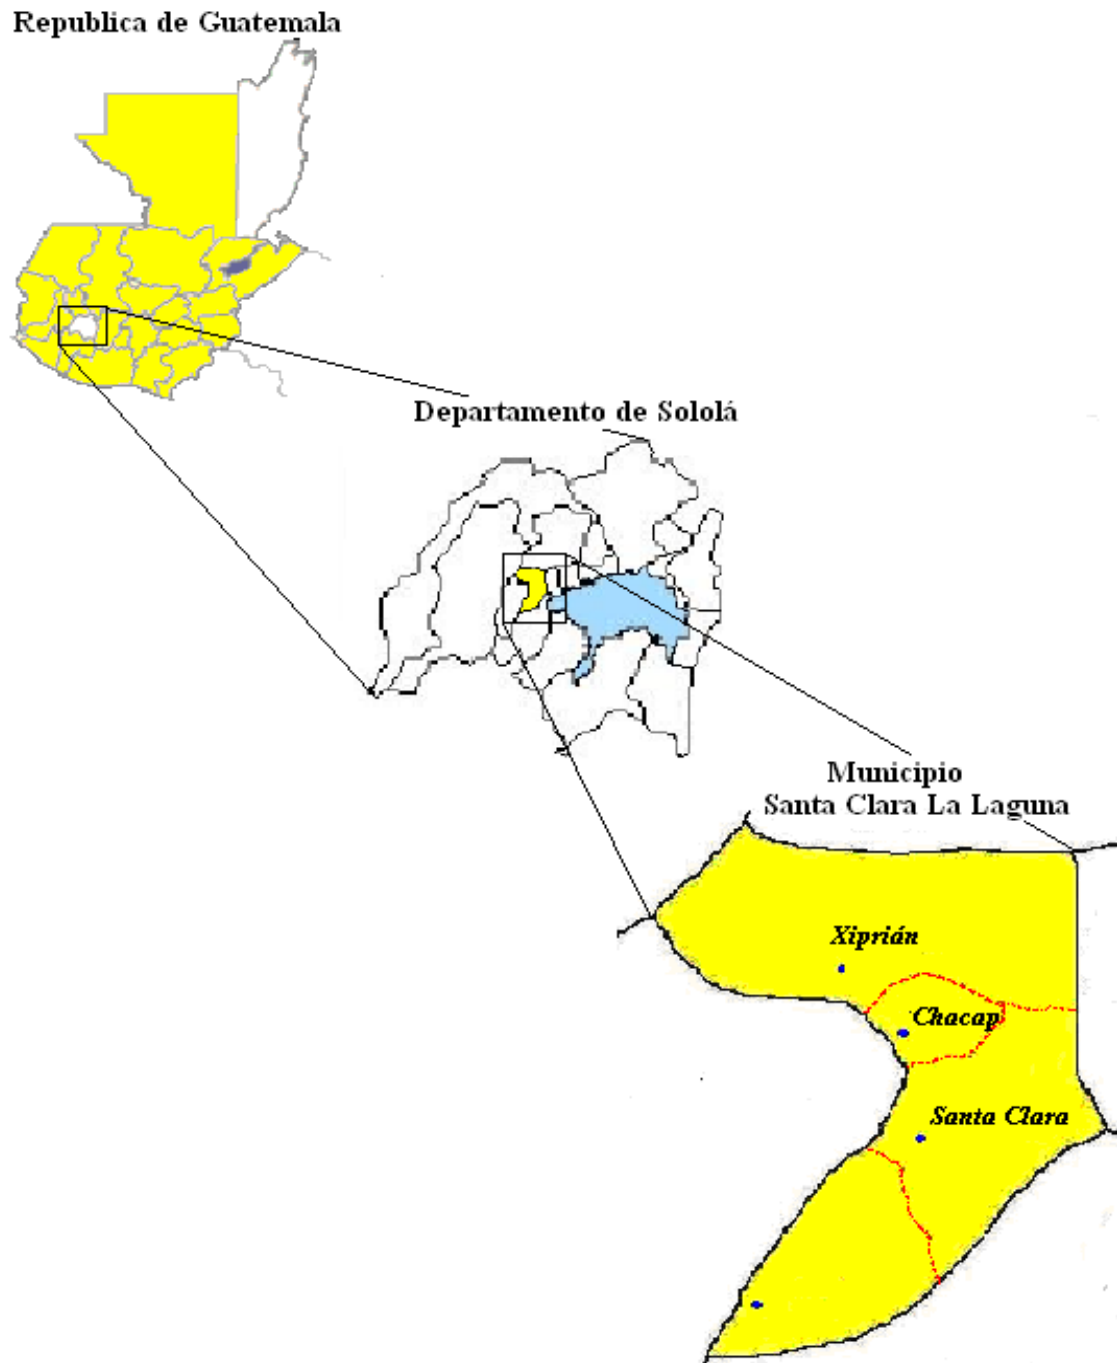 Republica de Guatemala
Departamento de Sololá
Municipio
Santa Clara La Laguna
Xiprián
Chacap
Santa Clara